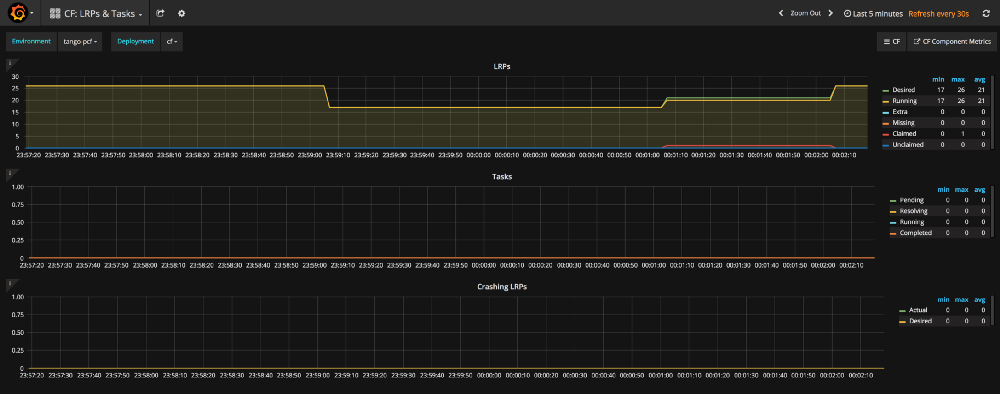 CF: LRPs & Tasks
Zoom Out
Last 5 minutes Refresh every 30s
Environment tango-pcf Deployment cf
CF
CF Component Metrics
i
LRPs
30
25
20
15
10
5
0
23:57:20 23:57:30 23:57:40 23:57:50 23:58:00 23:58:10 23:58:20 23:58:30 23:58:40 23:58:50 23:59:00 23:59:10 23:59:20 23:59:30 23:59:40 23:59:50 00:00:00 00:00:10 00:00:20 00:00:30 00:00:40 00:00:50 00:01:00 00:01:10 00:01:20 00:01:30 00:01:40 00:01:50 00:02:00 00:02:10
min max avg
Desired 17 26 21
Running 17 26 21
Extra 0 0 0
Missing 0 0 0
Claimed 0 1 0
Unclaimed 0 0 0
i
Tasks
1.00
0.75
0.50
0.25
0
23:57:20 23:57:30 23:57:40 23:57:50 23:58:00 23:58:10 23:58:20 23:58:30 23:58:40 23:58:50 23:59:00 23:59:10 23:59:20 23:59:30 23:59:40 23:59:50 00:00:00 00:00:10 00:00:20 00:00:30 00:00:40 00:00:50 00:01:00 00:01:10 00:01:20 00:01:30 00:01:40 00:01:50 00:02:00 00:02:10
min max avg
Pending 0 0 0
Resolving 0 0 0
Running 0 0 0
Completed 0 0 0
i
Crashing LRPs
1.00
0.75
0.50
0.25
0
23:57:20 23:57:30 23:57:40 23:57:50 23:58:00 23:58:10 23:58:20 23:58:30 23:58:40 23:58:50 23:59:00 23:59:10 23:59:20 23:59:30 23:59:40 23:59:50 00:00:00 00:00:10 00:00:20 00:00:30 00:00:40 00:00:50 00:01:00 00:01:10 00:01:20 00:01:30 00:01:40 00:01:50 00:02:00 00:02:10
min max avg
Actual 0 0 0
Desired 0 0 0